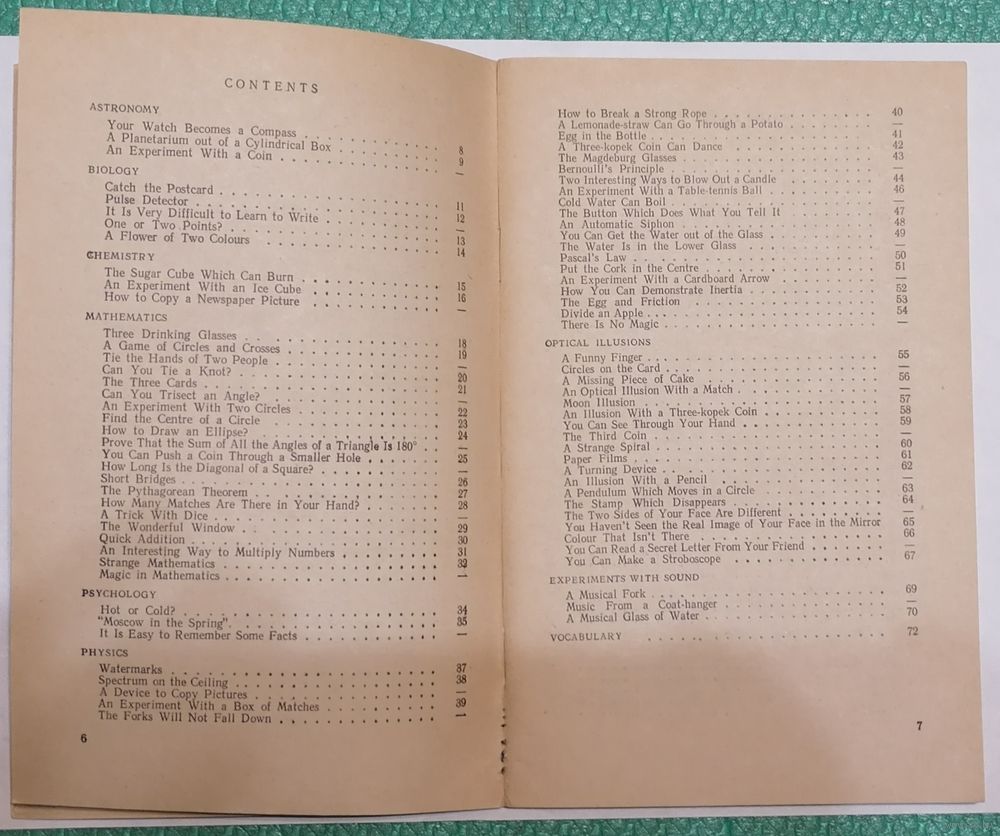 CONTENTS
ASTRONOMY
Your Watch Becomes a Compass . . . . . . . . . . 8
A Planetarium out of a Cylindrical Box . . . . . . . . 9
An Experiment With a Coin . . . . . . . . . . . —
BIOLOGY
Catch the Postcard . . . . . . . . . . . . . . 11
Pulse Detector . . . . . . . . . . . . . . . 12
It Is Very Difficult to Learn to Write . . . . . . . . —
One or Two Points? . . . . . . . . . . . . . . 13
A Flower of Two Colours . . . . . . . . . . . . 14
CHEMISTRY
The Sugar Cube Which Can Burn . . . . . . . . . 15
An Experiment With an Ice Cube . . . . . . . . . 16
How to Copy a Newspaper Picture . . . . . . . . —
MATHEMATICS
Three Drinking Glasses . . . . . . . . . . . . 18
A Game of Circles and Crosses . . . . . . . . . . 19
Tie the Hands of Two People . . . . . . . . . . —
Can You Tie a Knot? . . . . . . . . . . . . . 20
The Three Cards . . . . . . . . . . . . . . . 21
Can You Trisect an Angle? . . . . . . . . . . . —
An Experiment With Two Circles . . . . . . . . . 22
Find the Centre of a Circle . . . . . . . . . . . 23
How to Draw an Ellipse? . . . . . . . . . . . . 24
Prove That the Sum of All the Angles of a Triangle Is 180° . . —
You Can Push a Coin Through a Smaller Hole . . . . . 25
How Long Is the Diagonal of a Square? . . . . . . . —
Short Bridges . . . . . . . . . . . . . . . . 26
The Pythagorean Theorem . . . . . . . . . . . . 27
How Many Matches Are There in Your Hand? . . . . . 28
A Trick With Dice . . . . . . . . . . . . . . —
The Wonderful Window . . . . . . . . . . . . . 29
Quick Addition . . . . . . . . . . . . . . . 30
An Interesting Way to Multiply Numbers . . . . . . . 31
Strange Mathematics . . . . . . . . . . . . . 32
Magic in Mathematics . . . . . . . . . . . . . —
PSYCHOLOGY
Hot or Cold? . . . . . . . . . . . . . . . . 34
"Moscow in the Spring" . . . . . . . . . . . . . 35
It Is Easy to Remember Some Facts . . . . . . . . —
PHYSICS
Watermarks . . . . . . . . . . . . . . . . . 37
Spectrum on the Ceiling . . . . . . . . . . . . 38
A Device to Copy Pictures . . . . . . . . . . . —
An Experiment With a Box of Matches . . . . . . . 39
The Forks Will Not Fall Down . . . . . . . . . . —
6
How to Break a Strong Rope . . . . . . . . . . . 40
A Lemonade-straw Can Go Through a Potato . . . . . . —
Egg in the Bottle . . . . . . . . . . . . . . 41
A Three-kopek Coin Can Dance . . . . . . . . . . 42
The Magdeburg Glasses . . . . . . . . . . . . . 43
Bernoulli's Principle . . . . . . . . . . . . . —
Two Interesting Ways to Blow Out a Candle . . . . . . 44
An Experiment With a Table-tennis Ball . . . . . . . 46
Cold Water Can Boil . . . . . . . . . . . . . —
The Button Which Does What You Tell It . . . . . . 47
An Automatic Siphon . . . . . . . . . . . . . 48
You Can Get the Water out of the Glass . . . . . . . 49
The Water Is in the Lower Glass . . . . . . . . . —
Pascal's Law . . . . . . . . . . . . . . . . 50
Put the Cork in the Centre . . . . . . . . . . . 51
An Experiment With a Cardboard Arrow . . . . . . . —
How You Can Demonstrate Inertia . . . . . . . . . 52
The Egg and Friction . . . . . . . . . . . . . 53
Divide an Apple . . . . . . . . . . . . . . . 54
There Is No Magic . . . . . . . . . . . . . . —
OPTICAL ILLUSIONS
A Funny Finger . . . . . . . . . . . . . . . 55
Circles on the Card . . . . . . . . . . . . . . —
A Missing Piece of Cake . . . . . . . . . . . . 56
An Optical Illusion With a Match . . . . . . . . . —
Moon Illusion . . . . . . . . . . . . . . . . 57
An Illusion With a Three-kopek Coin . . . . . . . . 58
You Can See Through Your Hand . . . . . . . . . 59
The Third Coin . . . . . . . . . . . . . . . —
A Strange Spiral . . . . . . . . . . . . . . . 60
Paper Films . . . . . . . . . . . . . . . . 61
A Turning Device . . . . . . . . . . . . . . . 62
An Illusion With a Pencil . . . . . . . . . . . —
A Pendulum Which Moves in a Circle . . . . . . . . 63
The Stamp Which Disappears . . . . . . . . . . . 64
The Two Sides of Your Face Are Different . . . . . . —
You Haven't Seen the Real Image of Your Face in the Mirror 65
Colour That Isn't There . . . . . . . . . . . . 66
You Can Read a Secret Letter From Your Friend . . . . —
You Can Make a Stroboscope . . . . . . . . . . 67
EXPERIMENTS WITH SOUND
A Musical Fork . . . . . . . . . . . . . . . 69
Music From a Coat-hanger . . . . . . . . . . . —
A Musical Glass of Water . . . . . . . . . . . . 70
VOCABULARY . . . . . . . . . . . . . . . . 72
7